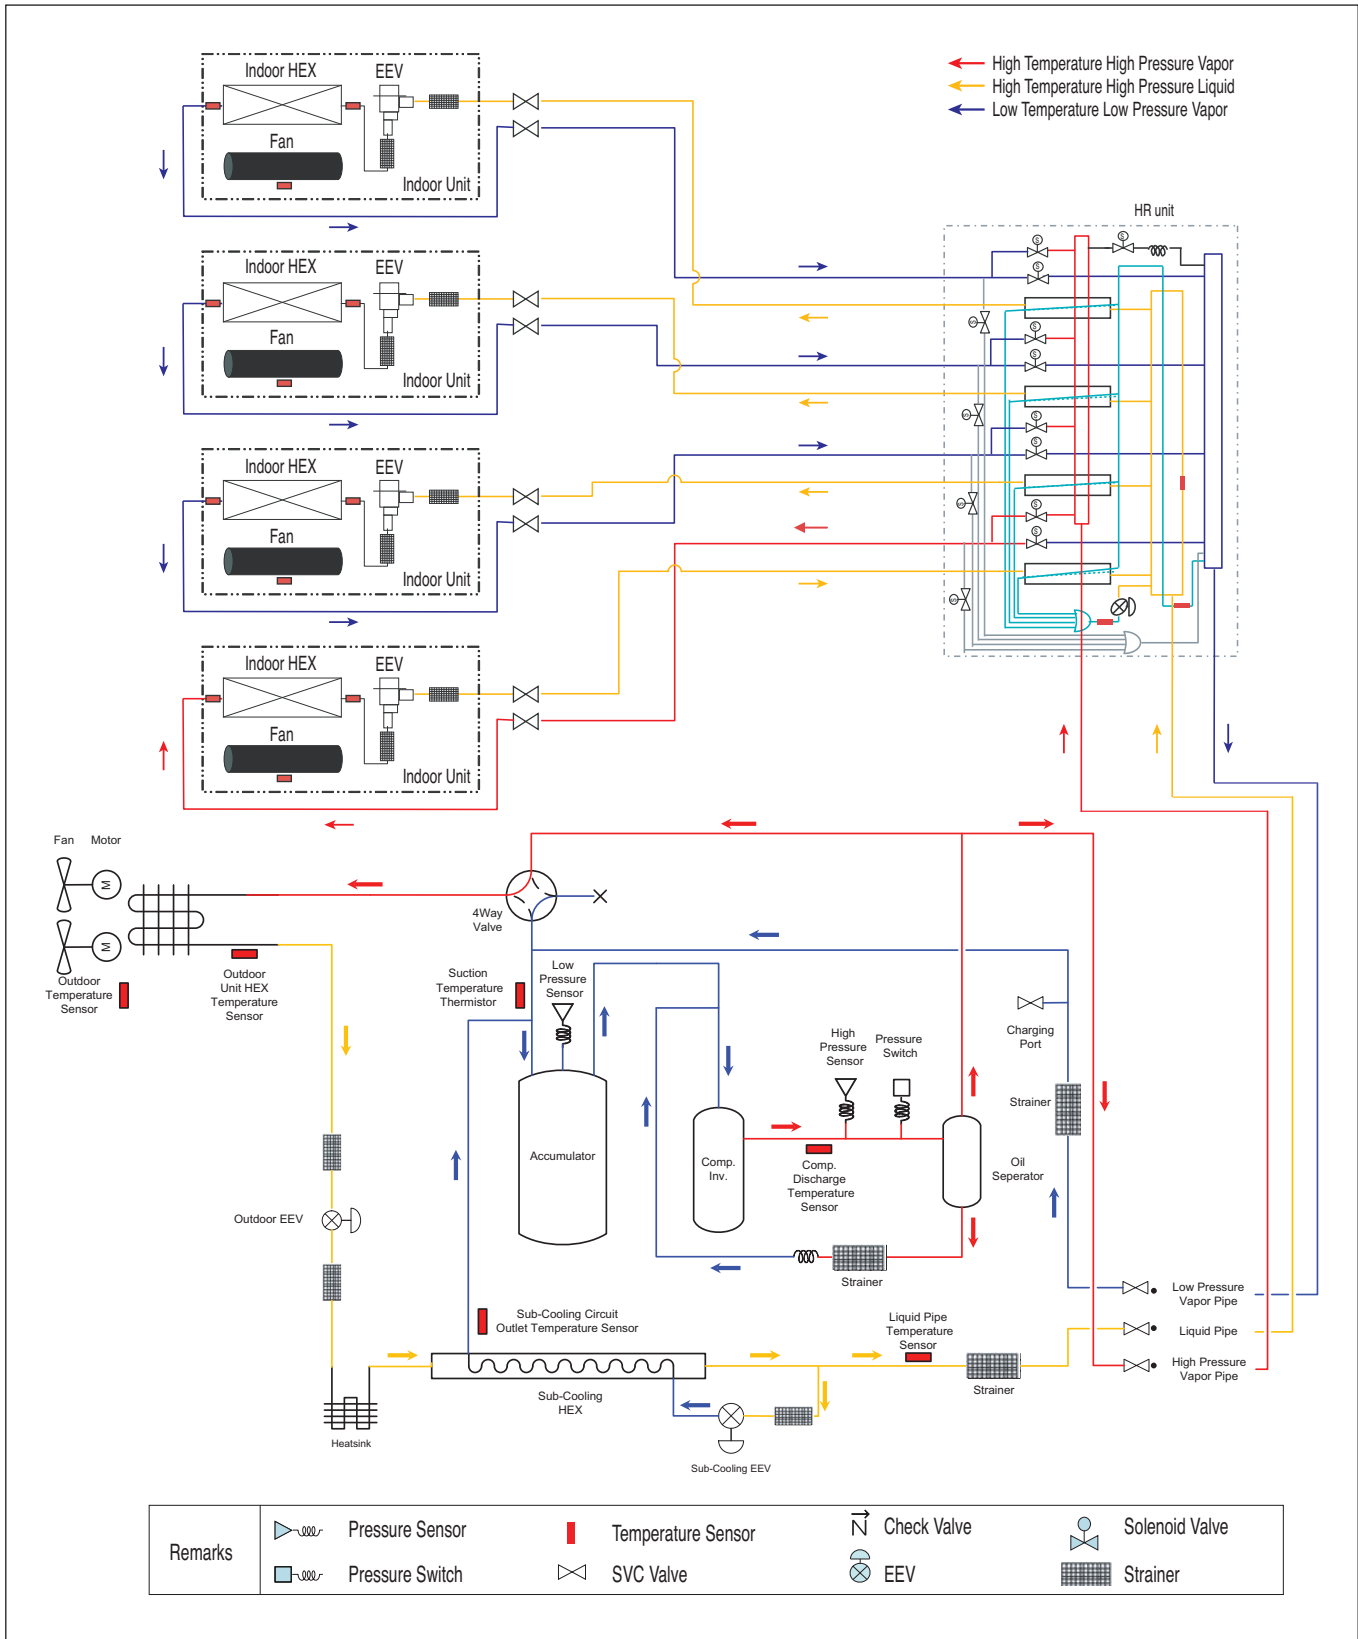 High Temperature High Pressure Vapor
High Temperature High Pressure Liquid
Low Temperature Low Pressure Vapor
Indoor HEX
EEV
Fan
Indoor Unit
Indoor HEX
EEV
Fan
Indoor Unit
Indoor HEX
EEV
Fan
Indoor Unit
Indoor HEX
EEV
Fan
Indoor Unit
HR unit
S
S
S
S
S
S
S
S
S
S
S
S
S
Fan
Motor
M
M
4Way
Valve
Outdoor
Temperature
Sensor
Outdoor
Unit HEX
Temperature
Sensor
Suction
Temperature
Thermistor
Low
Pressure
Sensor
High
Pressure
Sensor
Pressure
Switch
Charging
Port
Strainer
Accumulator
Comp.
Inv.
Comp.
Discharge
Temperature
Sensor
Oil
Seperator
Outdoor EEV
Strainer
Sub-Cooling Circuit
Outlet Temperature Sensor
Liquid Pipe
Temperature
Sensor
Low Pressure
Vapor Pipe
Liquid Pipe
High Pressure
Vapor Pipe
Strainer
Sub-Cooling
HEX
Heatsink
Sub-Cooling EEV
Remarks
Pressure Sensor
Temperature Sensor
Check Valve
Solenoid Valve
Pressure Switch
SVC Valve
EEV
Strainer